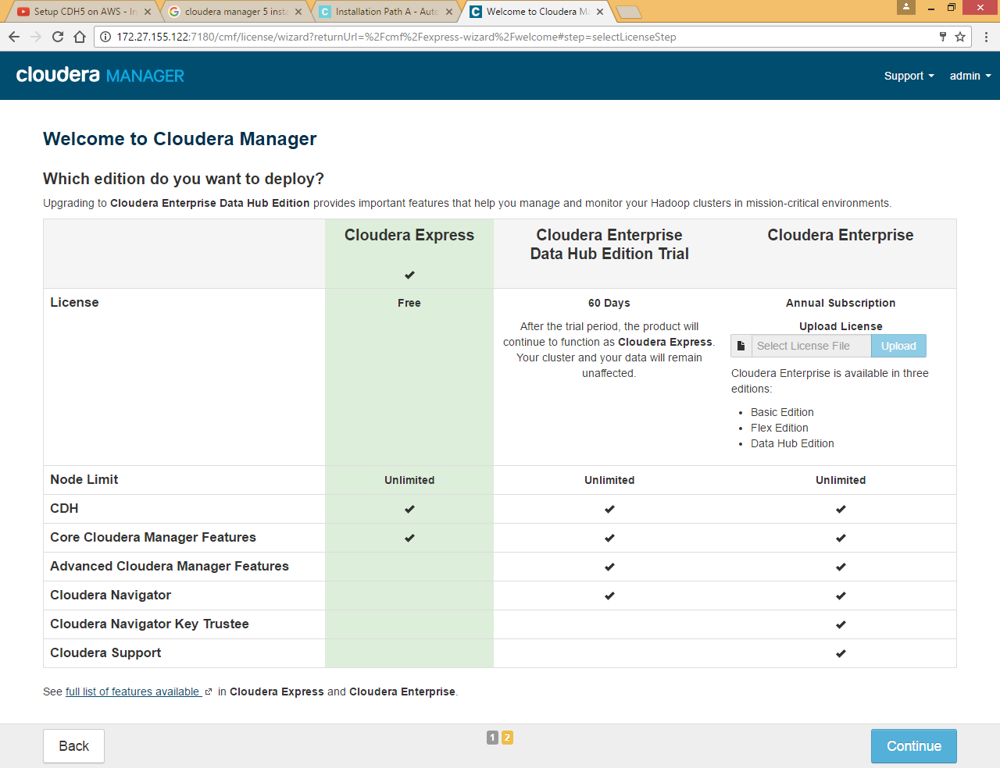 Setup CDH5 on AWS - In
cloudera manager 5 insta
Installation Path A - Auto
Welcome to Cloudera Ma
172.27.155.122:7180/cmf/license/wizard?returnUrl=%2Fcmf%2Fexpress-wizard%2Fwelcome#step=selectLicenseStep
cloudera MANAGER
Support
admin
Welcome to Cloudera Manager
Which edition do you want to deploy?
Upgrading to Cloudera Enterprise Data Hub Edition provides important features that help you manage and monitor your Hadoop clusters in mission-critical environments.
Cloudera Express
Cloudera Enterprise
Data Hub Edition Trial
Cloudera Enterprise
License
Free
60 Days
After the trial period, the product will
continue to function as Cloudera Express.
Your cluster and your data will remain
unaffected.
Annual Subscription
Upload License
Select License File
Upload
Cloudera Enterprise is available in three
editions:
• Basic Edition
• Flex Edition
• Data Hub Edition
Node Limit
Unlimited
Unlimited
Unlimited
CDH
Core Cloudera Manager Features
Advanced Cloudera Manager Features
Cloudera Navigator
Cloudera Navigator Key Trustee
Cloudera Support
See full list of features available in Cloudera Express and Cloudera Enterprise.
Back
1 2
Continue